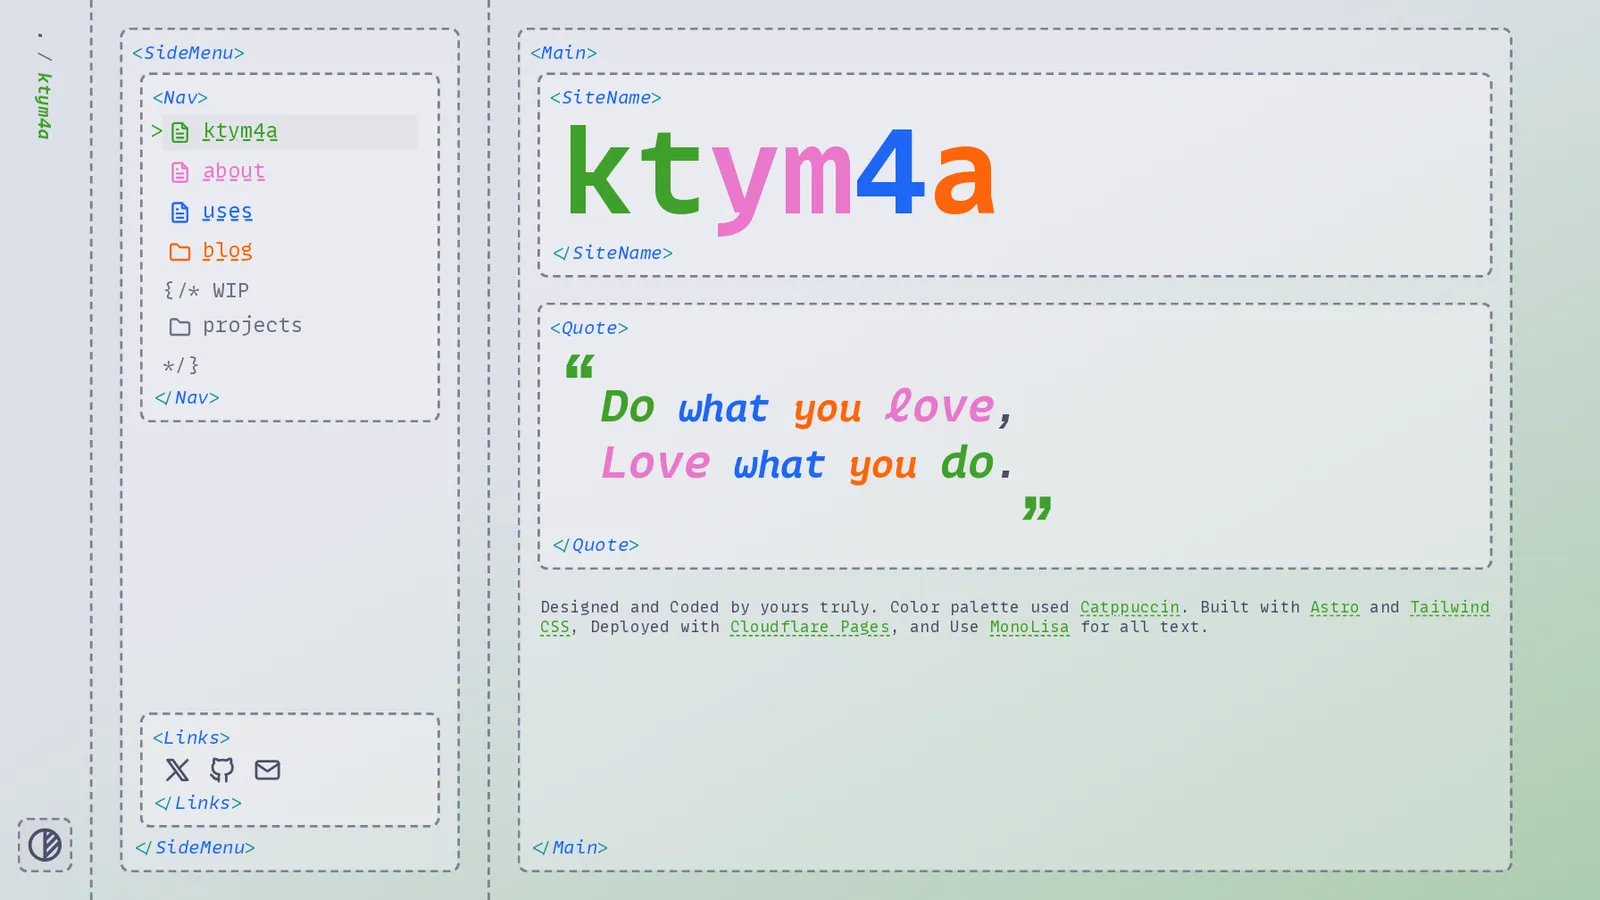 . / ktym4a
<SideMenu>
<Nav>
> ktym4a
about
uses
blog
{/* WIP
projects
*/}
</Nav>
<Links>
</Links>
</SideMenu>
<Main>
<SiteName>
ktym4a
</SiteName>
<Quote>
“
Do what you love,
Love what you do.
”
</Quote>
Designed and Coded by yours truly. Color palette used Catppuccin. Built with Astro and Tailwind
CSS, Deployed with Cloudflare Pages, and Use MonoLisa for all text.
</Main>